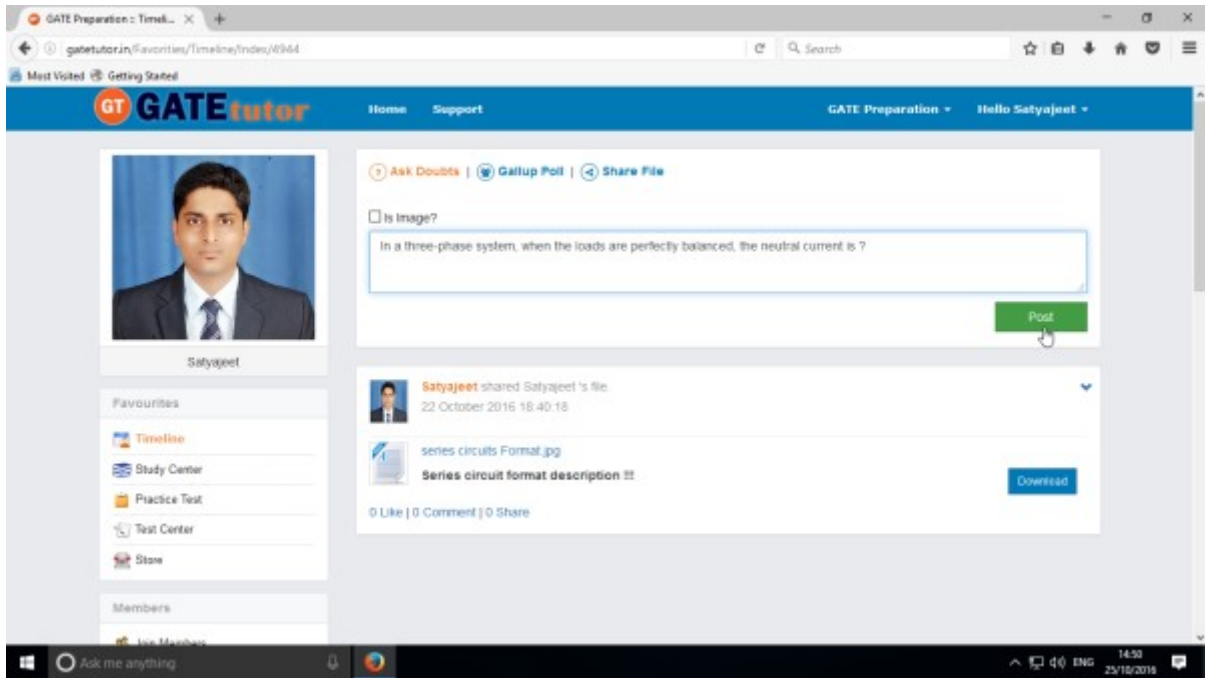 GATE Preparation :: Timeli...
gatetutor.in/Favorities/Timeline/Index/4944
Search
Most Visited
Getting Started
GT GATEtutor
Home
Support
GATE Preparation
Hello Satyajeet
Ask Doubts | Gallup Poll | Share File
Is Image?
In a three-phase system, when the loads are perfectly balanced, the neutral current is ?
Post
Satyajeet
Favourites
Timeline
Study Center
Practice Test
Test Center
Store
Members
Join Members
Satyajeet shared Satyajeet 's file.
22 October 2016 18:40:18
series circuits Format.jpg
Series circuit format description !!!
Download
0 Like | 0 Comment | 0 Share
Ask me anything
ENG
14:50
25/10/2016